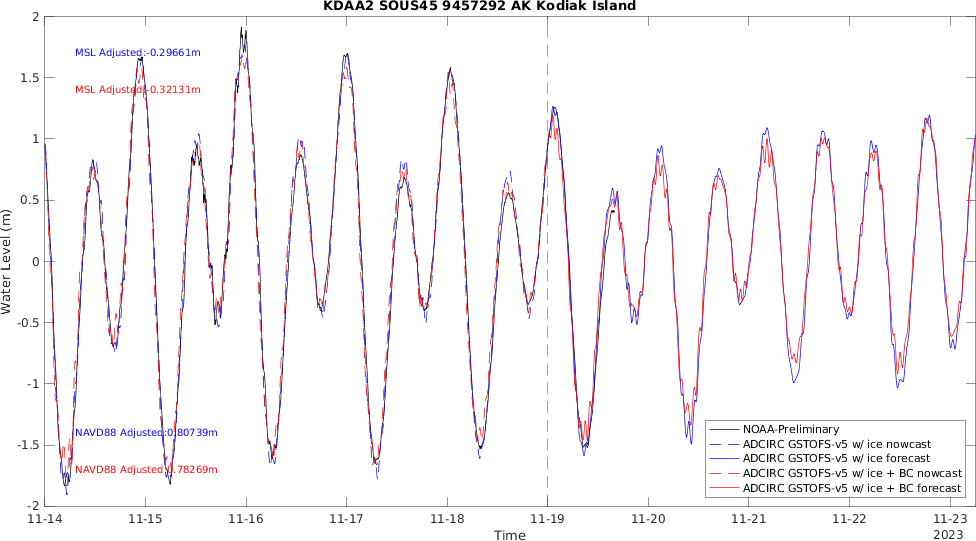 KDAA2 SOUS45 9457292 AK Kodiak Island
2
1.5
1
0.5
0
-0.5
-1
-1.5
-2
Water Level (m)
MSL Adjusted:-0.29661m
MSL Adjusted:-0.32131m
NAVD88 Adjusted:0.80739m
NAVD88 Adjusted:0.78269m
NOAA-Preliminary
ADCIRC GSTOFS-v5 w/ ice nowcast
ADCIRC GSTOFS-v5 w/ ice forecast
ADCIRC GSTOFS-v5 w/ ice + BC nowcast
ADCIRC GSTOFS-v5 w/ ice + BC forecast
11-14 11-15 11-16 11-17 11-18 11-19 11-20 11-21 11-22 11-23
Time
2023